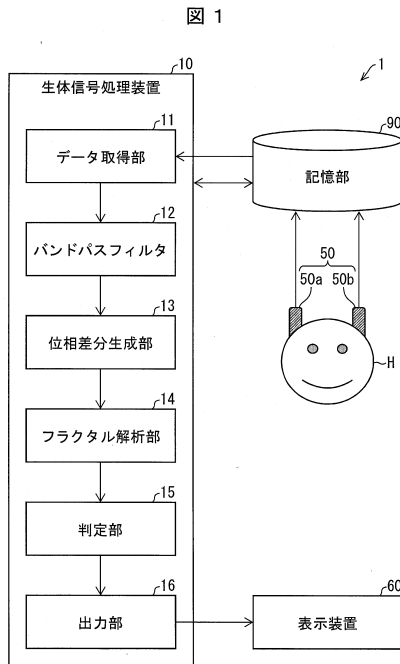 図1
10
生体信号処理装置
1
11
データ取得部
90
記憶部
12
バンドパスフィルタ
50
50a 50b
13
位相差分生成部
H
14
フラクタル解析部
15
判定部
16
出力部
60
表示装置